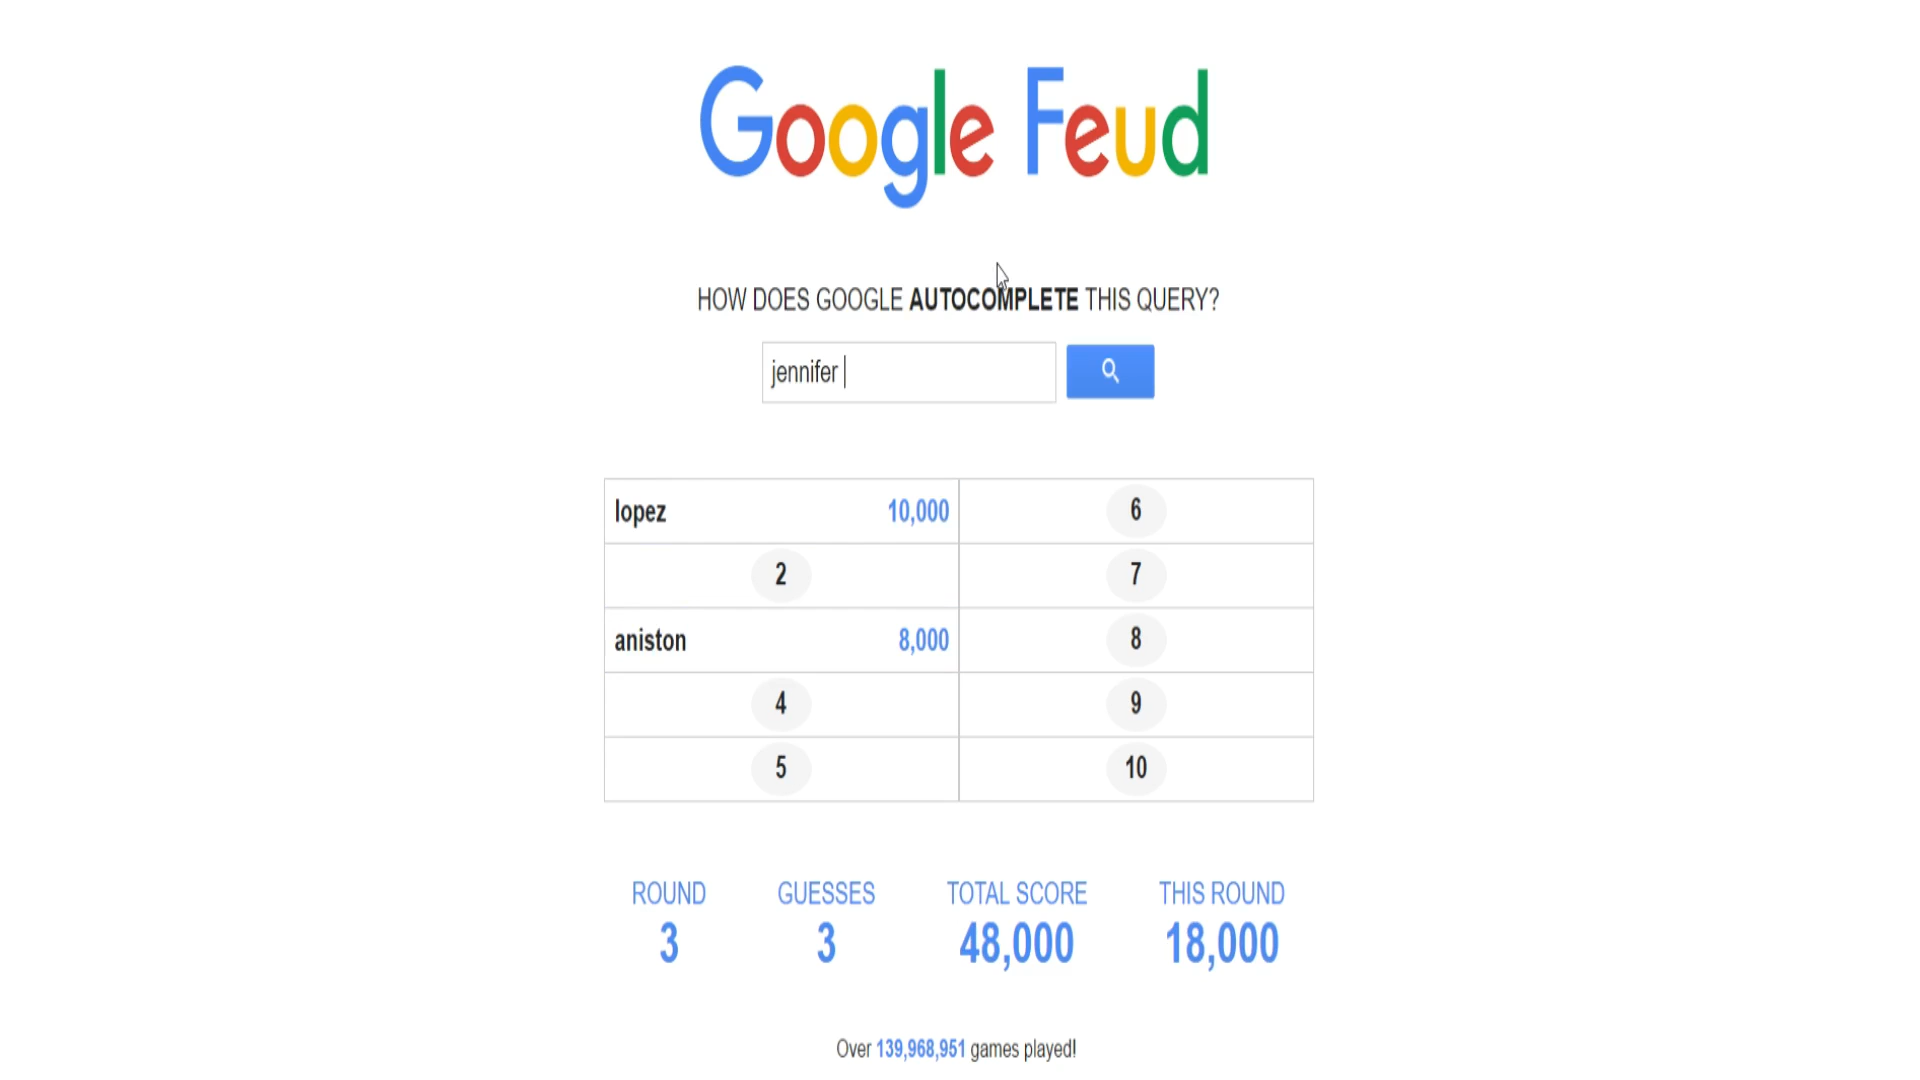 Google Feud
HOW DOES GOOGLE AUTOCOMPLETE THIS QUERY?
jennifer
lopez 10,000 6
2 7
aniston 8,000 8
4 9
5 10
ROUND GUESSES TOTAL SCORE THIS ROUND
3 3 48,000 18,000
Over 139,968,951 games played!